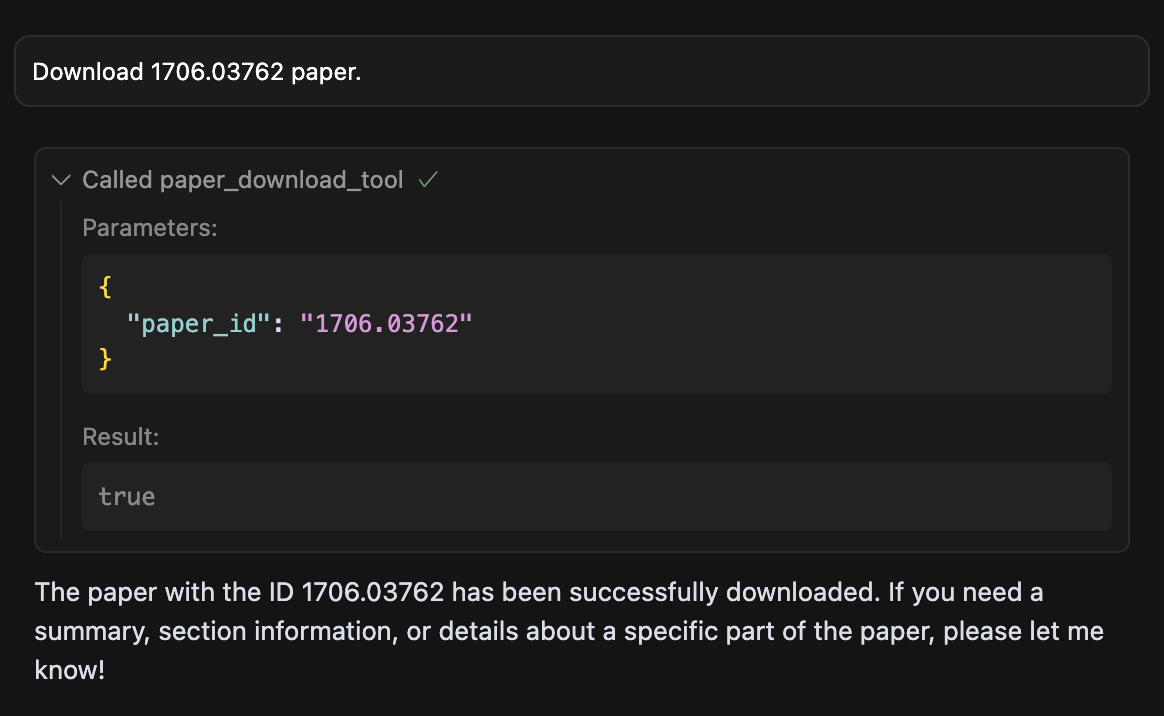 Download 1706.03762 paper.
Called paper_download_tool
Parameters:
{
"paper_id": "1706.03762"
}
Result:
true
The paper with the ID 1706.03762 has been successfully downloaded. If you need a
summary, section information, or details about a specific part of the paper, please let me
know!